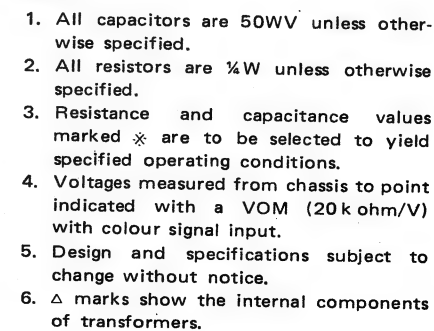 1. All capacitors are 50WV unless other-
wise specified.
2. All resistors are ¼W unless otherwise
specified.
3. Resistance and capacitance values
marked ※ are to be selected to yield
specified operating conditions.
4. Voltages measured from chassis to point
indicated with a VOM (20 k ohm/V)
with colour signal input.
5. Design and specifications subject to
change without notice.
6. △ marks show the internal components
of transformers.